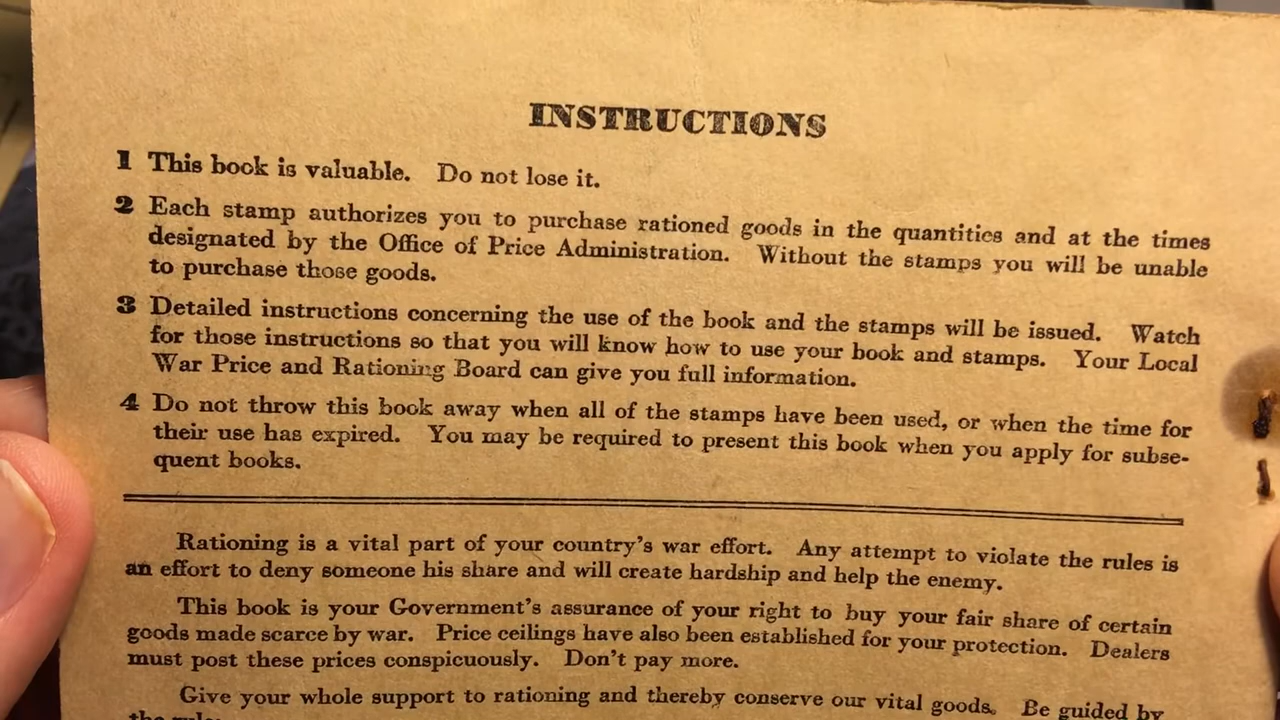 INSTRUCTIONS
1 This book is valuable. Do not lose it.
2 Each stamp authorizes you to purchase rationed goods in the quantities and at the times
designated by the Office of Price Administration. Without the stamps you will be unable
to purchase those goods.
3 Detailed instructions concerning the use of the book and the stamps will be issued. Watch
for those instructions so that you will know how to use your book and stamps. Your Local
War Price and Rationing Board can give you full information.
4 Do not throw this book away when all of the stamps have been used, or when the time for
their use has expired. You may be required to present this book when you apply for subse-
quent books.
Rationing is a vital part of your country's war effort. Any attempt to violate the rules is
an effort to deny someone his share and will create hardship and help the enemy.
This book is your Government's assurance of your right to buy your fair share of certain
goods made scarce by war. Price ceilings have also been established for your protection. Dealers
must post these prices conspicuously. Don't pay more.
Give your whole support to rationing and thereby conserve our vital goods. Be guided by